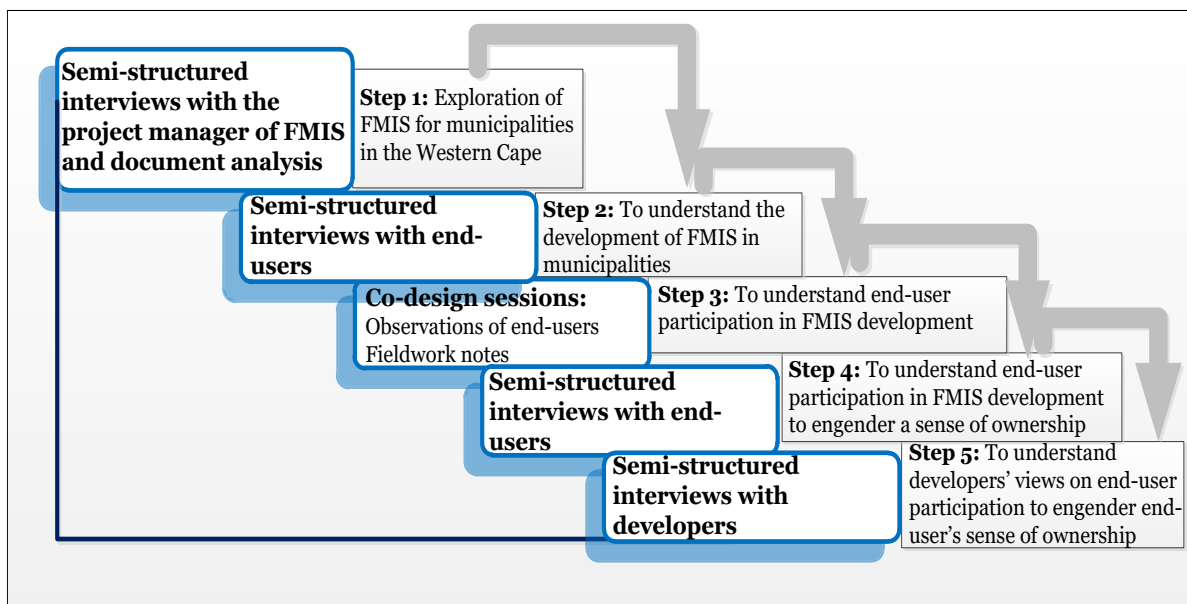 Semi-structured
interviews with the
project manager of FMIS
and document analysis
Step 1: Exploration of
FMIS for municipalities
in the Western Cape
Semi-structured
interviews with end-
users
Step 2: To understand the
development of FMIS in
municipalities
Co-design sessions:
Observations of end-users
Fieldwork notes
Step 3: To understand end-user
participation in FMIS development
Semi-structured
interviews with end-
users
Step 4: To understand end-user
participation in FMIS development
to engender a sense of ownership
Semi-structured
interviews with
developers
Step 5: To understand
developers’ views on end-user
participation to engender end-
user’s sense of ownership